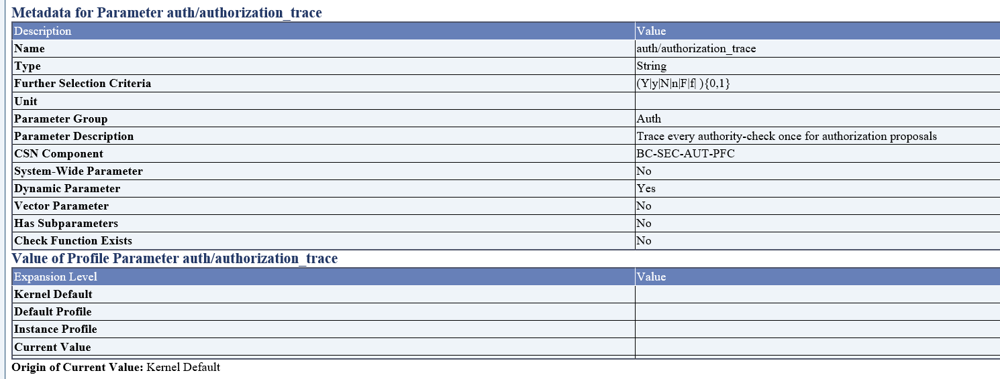 Metadata for Parameter auth/authorization_trace
Description Value
Name auth/authorization_trace
Type String
Further Selection Criteria (Y|y|N|n|F|f| ){0,1}
Unit
Parameter Group Auth
Parameter Description Trace every authority-check once for authorization proposals
CSN Component BC-SEC-AUT-PFC
System-Wide Parameter No
Dynamic Parameter Yes
Vector Parameter No
Has Subparameters No
Check Function Exists No
Value of Profile Parameter auth/authorization_trace
Expansion Level Value
Kernel Default
Default Profile
Instance Profile
Current Value
Origin of Current Value: Kernel Default